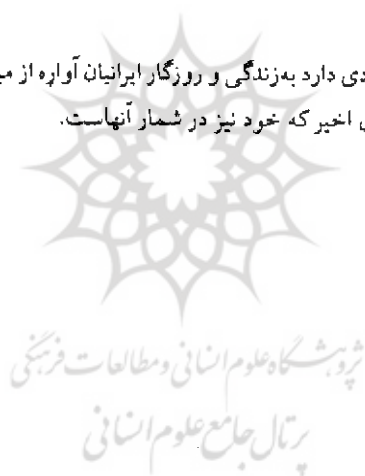 دی دارد به‌زندگی و روزگار ایرانیان آواره از
اخیر که خود نیز در شمار آنهاست.
پژوهشگاه علوم انسانی و مطالعات فرهنگی
پرتال جامع علوم انسانی